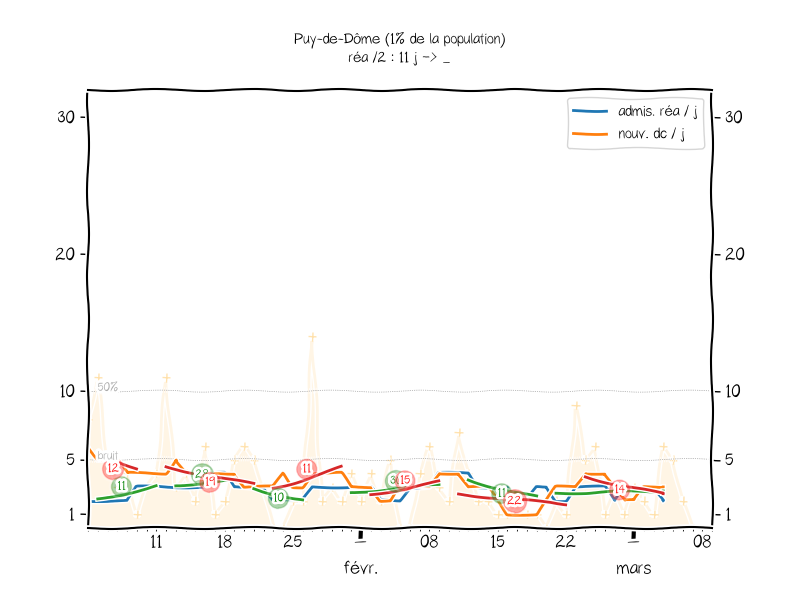 Puy-de-Dôme (1% de la population)
réa /2 : 11 j -> _
admis. réa / j
nouv. dc / j
30 30
20 20
10 10
50%
5 5
bruit
1 1
12 11 19 10 11 15 11 22 14
11 18 25 08 15 22 08
févr. mars